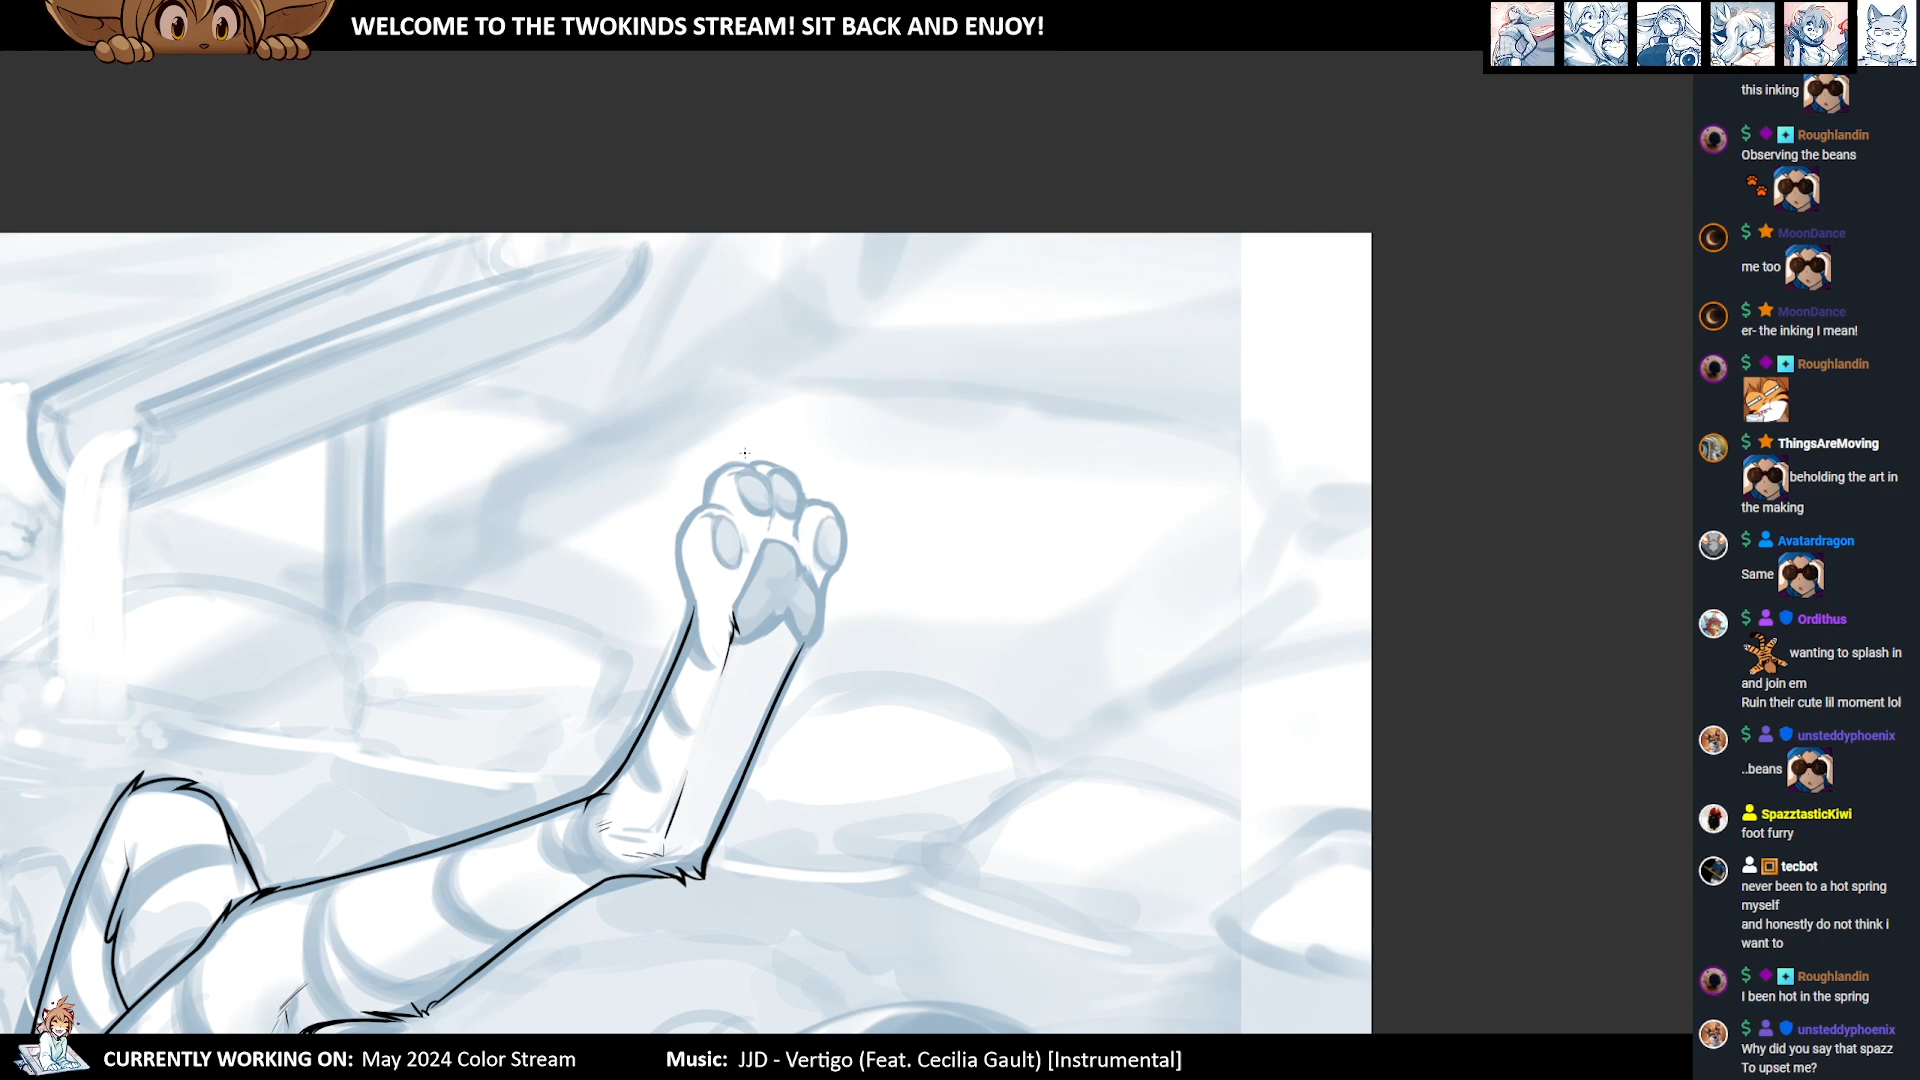 WELCOME TO THE TWOKINDS STREAM! SIT BACK AND ENJOY!
this inking
Roughlandin
Observing the beans
MoonDance
me too
MoonDance
er- the inking I mean!
Roughlandin
ThingsAreMoving
beholding the art in
the making
Avatardragon
Same
Ordithus
wanting to splash in
and join em
Ruin their cute lil moment lol
unsteddyphoenix
..beans
SpazztasticKiwi
foot furry
tecbot
never been to a hot spring
myself
and honestly do not think i
want to
Roughlandin
I been hot in the spring
unsteddyphoenix
Why did you say that spazz
To upset me?
CURRENTLY WORKING ON: May 2024 Color Stream
Music: JJD - Vertigo (Feat. Cecilia Gault) [Instrumental]